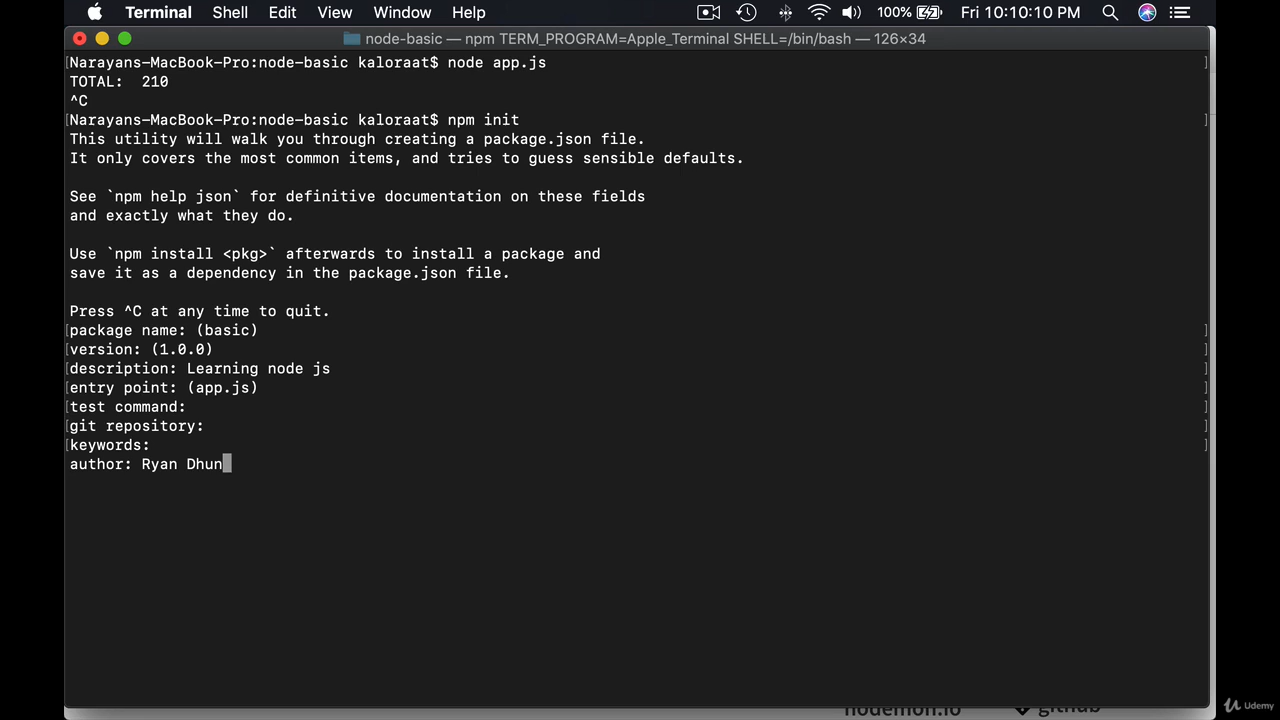 Terminal Shell Edit View Window Help 100% Fri 10:10:10 PM
node-basic — npm TERM_PROGRAM=Apple_Terminal SHELL=/bin/bash — 126×34
[Narayans-MacBook-Pro:node-basic kaloraat$ node app.js ]
TOTAL:  210
^C
[Narayans-MacBook-Pro:node-basic kaloraat$ npm init ]
This utility will walk you through creating a package.json file.
It only covers the most common items, and tries to guess sensible defaults.
See `npm help json` for definitive documentation on these fields
and exactly what they do.
Use `npm install <pkg>` afterwards to install a package and
save it as a dependency in the package.json file.
Press ^C at any time to quit.
[package name: (basic) ]
[version: (1.0.0) ]
[description: Learning node js ]
[entry point: (app.js) ]
[test command: ]
[git repository: ]
[keywords: ]
author: Ryan Dhun
nodemon.io github
Udemy